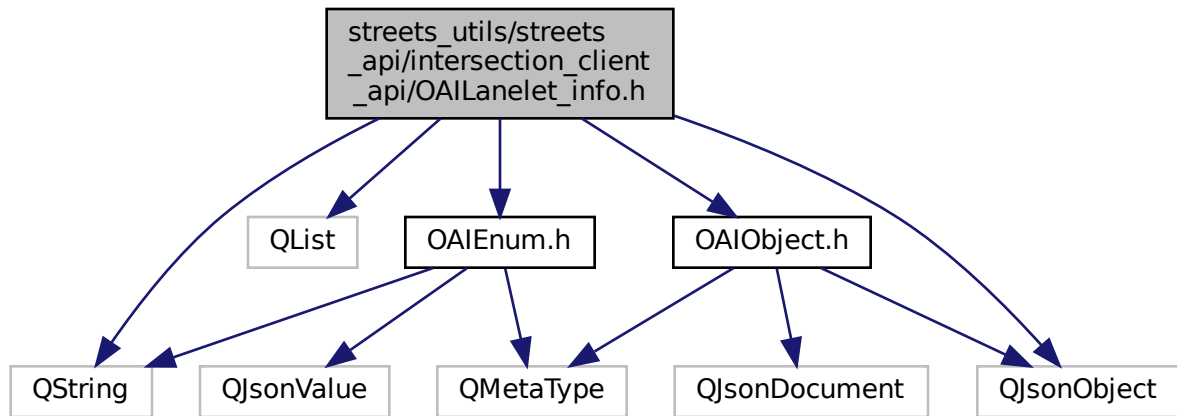 streets_utils/streets
_api/intersection_client
_api/OAILanelet_info.h
QList
OAIEnum.h
OAIObject.h
QString
QJsonValue
QMetaType
QJsonDocument
QJsonObject